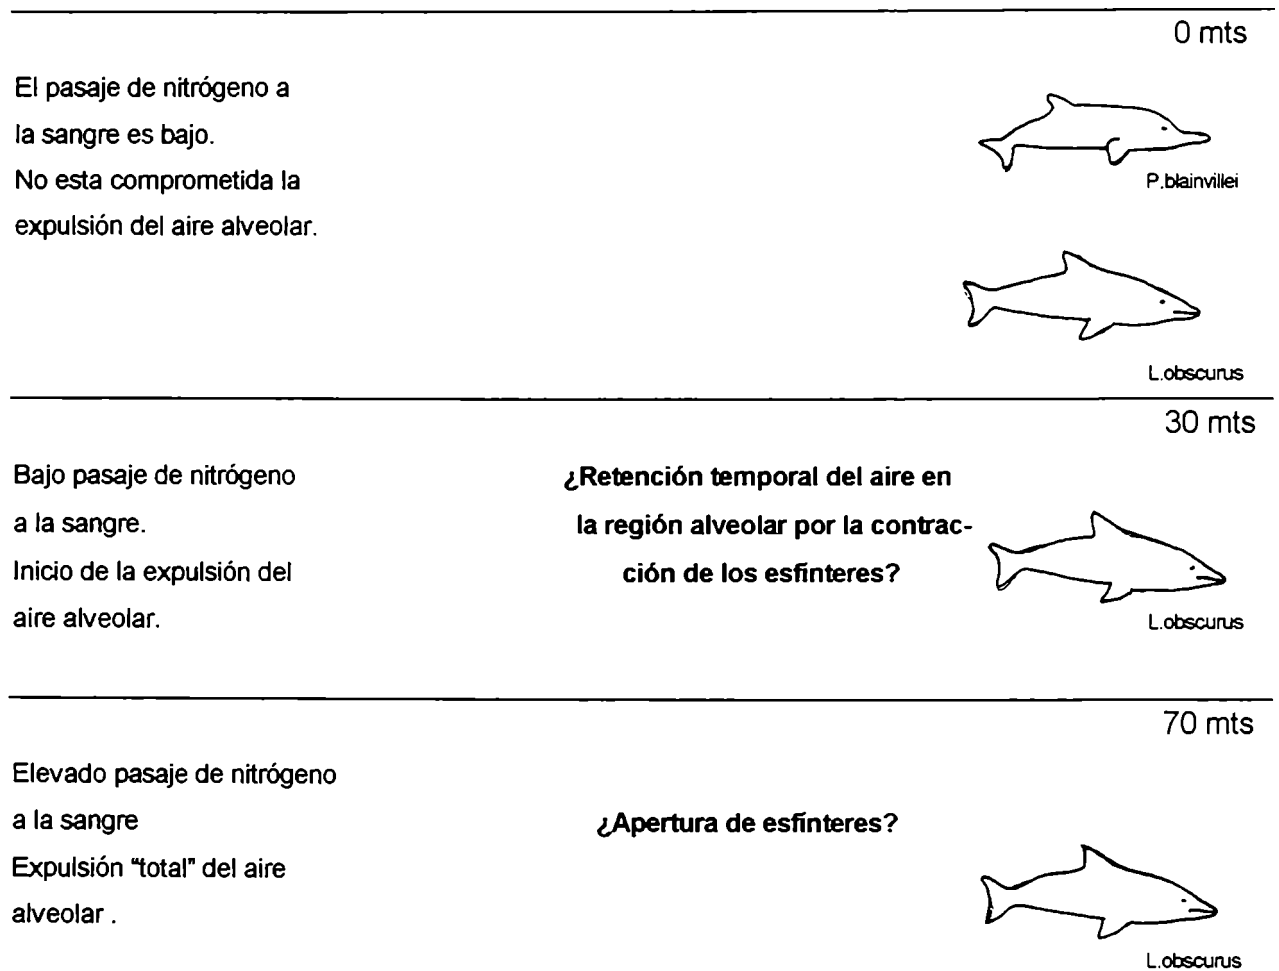 0 mts
El pasaje de nitrógeno a
la sangre es bajo.
No esta comprometida la
expulsión del aire alveolar.
P.blainvillei
L.obscurus
30 mts
Bajo pasaje de nitrógeno
a la sangre.
Inicio de la expulsión del
aire alveolar.
¿Retención temporal del aire en
la región alveolar por la contrac-
ción de los esfinteres?
L.obscurus
70 mts
Elevado pasaje de nitrógeno
a la sangre
Expulsión "total" del aire
alveolar .
¿Apertura de esfinteres?
L.obscurus